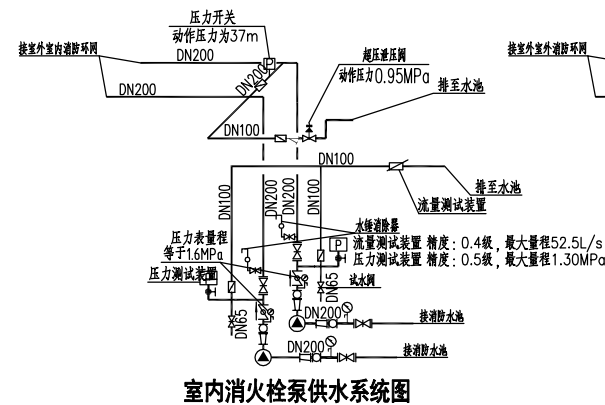 压力开关
动作压力为37m
接室外室内消防环网
DN200
DN200
DN200
超压泄压阀
动作压力0.95MPa
接室外室外消防环网
排至水池
DN100
DN100
排至水池
流量测试装置
DN100
DN200
DN200
DN100
水锤消除器
压力表量程
等于1.6MPa
P
流量测试装置 精度：0.4级，最大量程52.5L/s
压力测试装置 精度：0.5级，最大量程1.30MPa
压力测试装置
P
试水阀
DN65
DN65
DN200
接消防水池
DN200
接消防水池
室内消火栓泵供水系统图